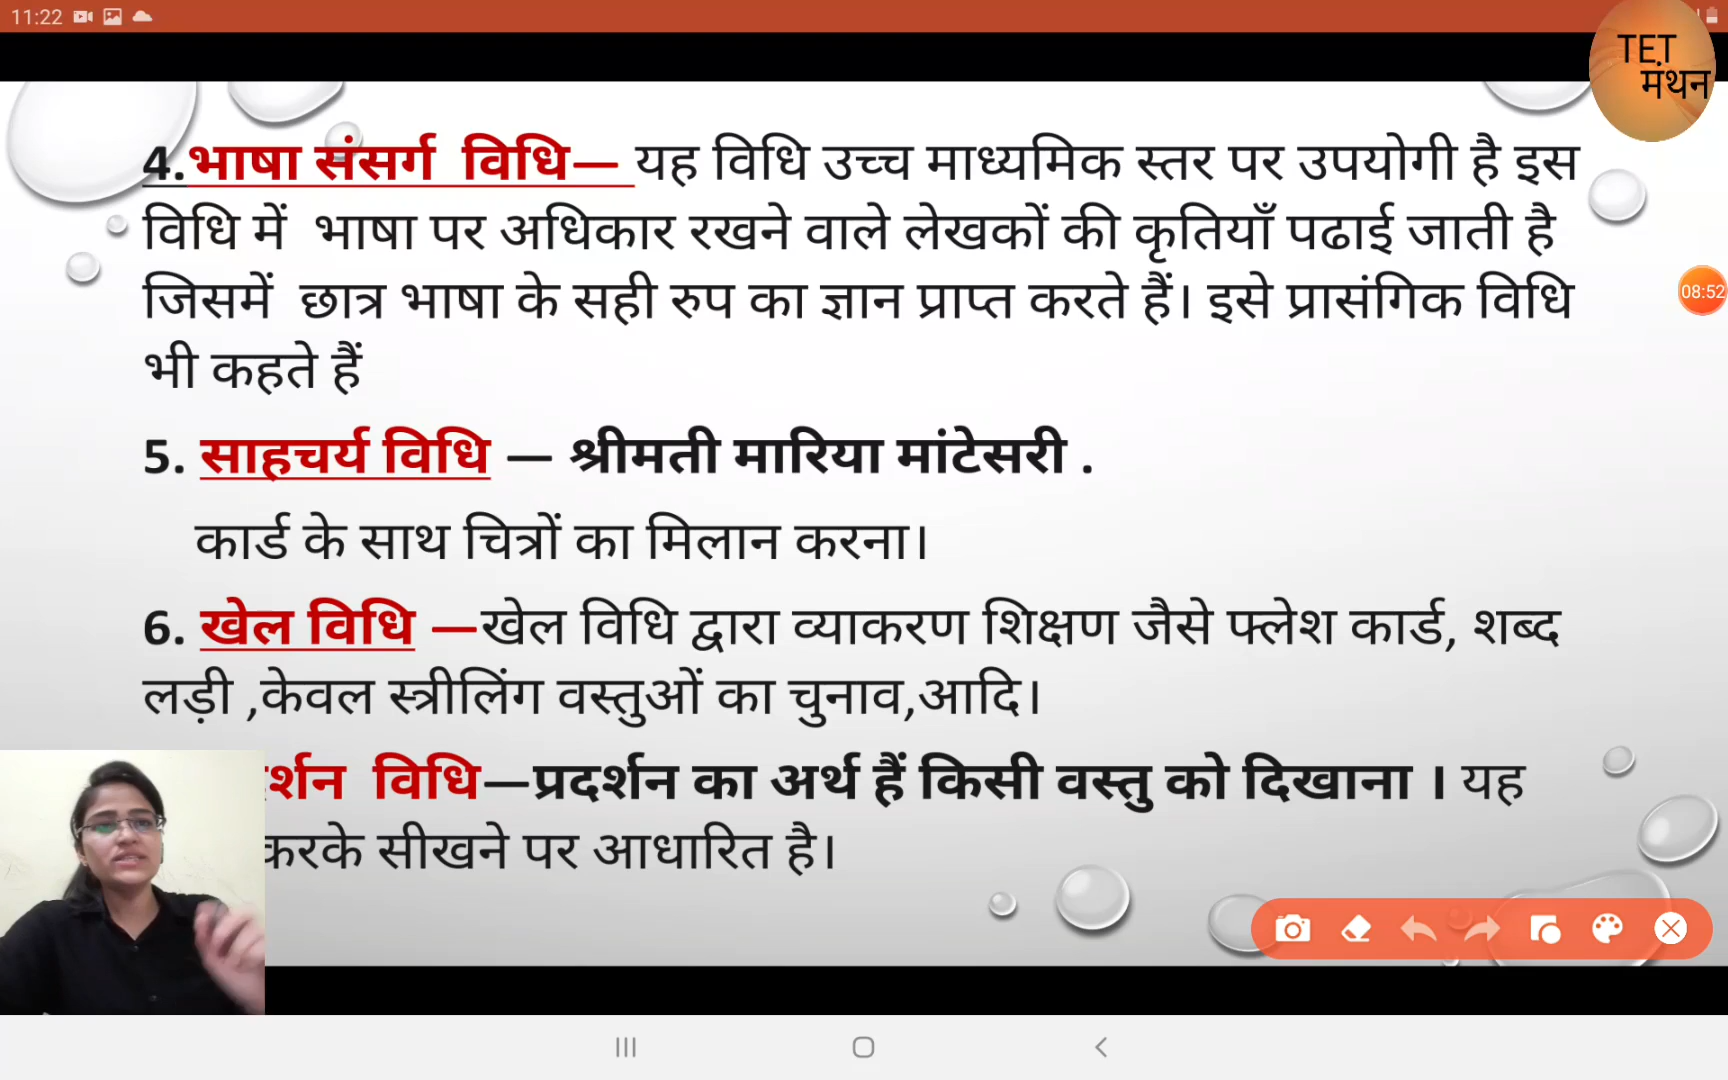 11:22
TET
मंथन
4.भाषा संसर्ग विधि— यह विधि उच्च माध्यमिक स्तर पर उपयोगी है इस
विधि में भाषा पर अधिकार रखने वाले लेखकों की कृतियाँ पढाई जाती है
08:52
जिसमें छात्र भाषा के सही रुप का ज्ञान प्राप्त करते हैं। इसे प्रासंगिक विधि
भी कहते हैं
5. साहचर्य विधि — श्रीमती मारिया मांटेसरी .
कार्ड के साथ चित्रों का मिलान करना।
6. खेल विधि —खेल विधि द्वारा व्याकरण शिक्षण जैसे फ्लेश कार्ड, शब्द
लड़ी ,केवल स्त्रीलिंग वस्तुओं का चुनाव,आदि।
विधि—प्रदर्शन का अर्थ हैं किसी वस्तु को दिखाना । यह
करके सीखने पर आधारित है।